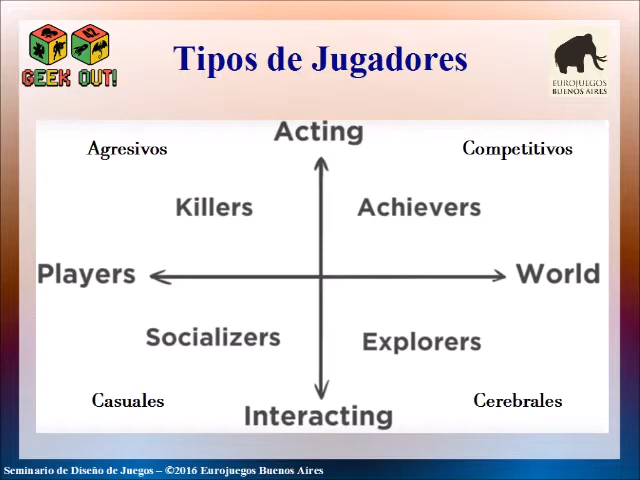 GEEK OUT!
Tipos de Jugadores
EUROJUEGOS
BUENOS AIRES
Acting
Agresivos
Competitivos
Killers
Achievers
Players
World
Socializers
Explorers
Casuales
Cerebrales
Interacting
Seminario de Diseño de Juegos – ©2016 Eurojuegos Buenos Aires